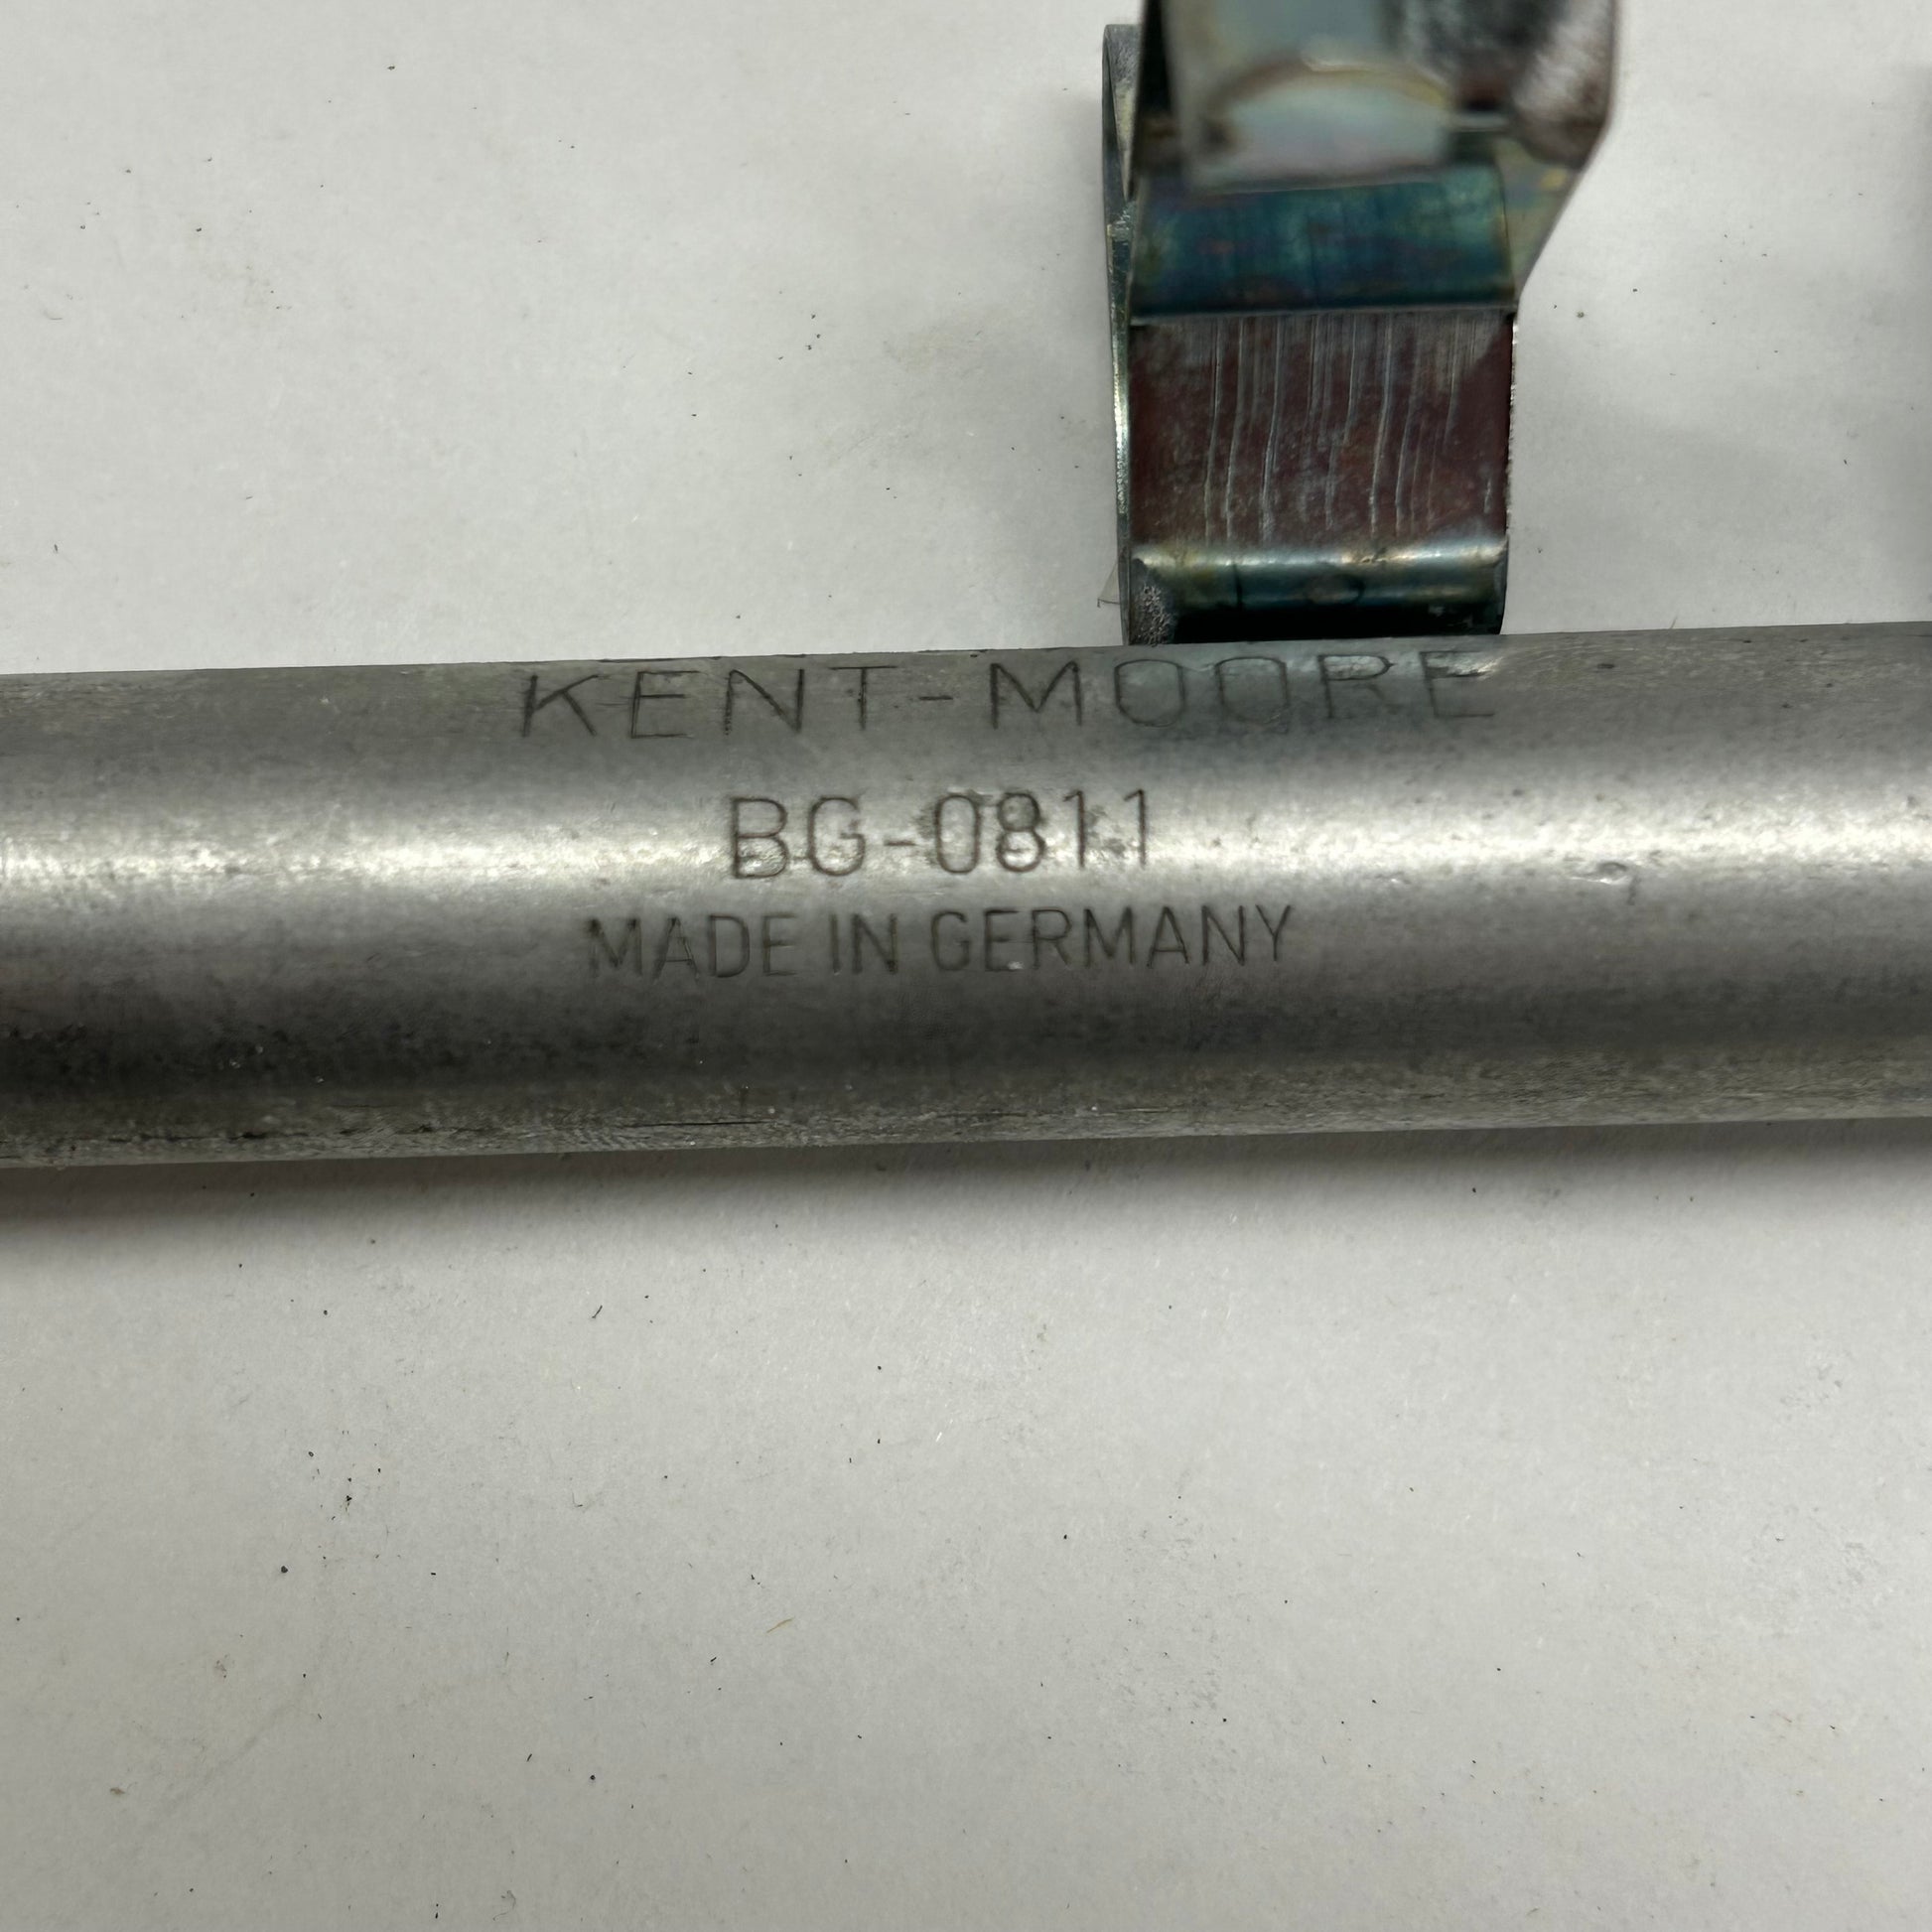 KENT-MOORE
BG-0811
MADE IN GERMANY